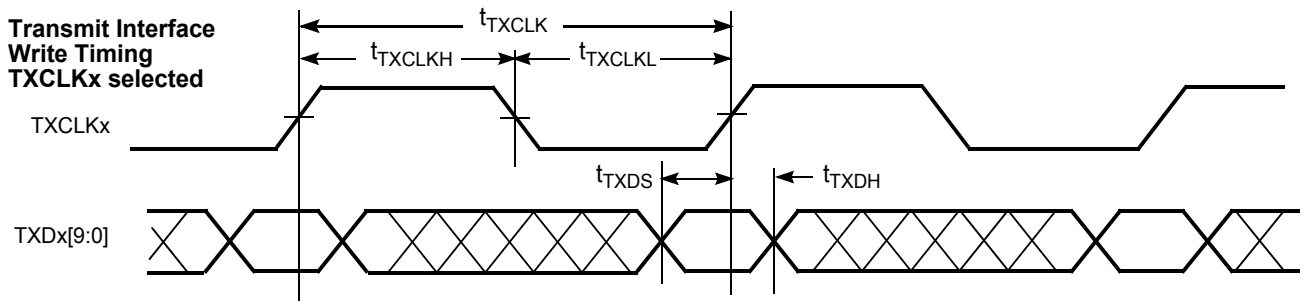 Transmit Interface
Write Timing
TXCLKx selected
tTXCLK
tTXCLKH
tTXCLKL
TXCLKx
tTXDS
tTXDH
TXDx[9:0]